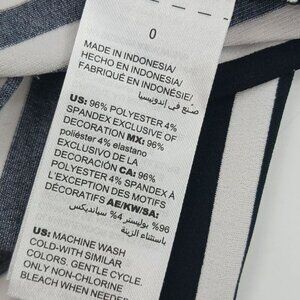 0
MADE IN INDONESIA/
HECHO EN INDONESIA/
FABRIQUÉ EN INDONÉSIE/
صنع في إندونيسيا
US: 96% POLYESTER 4%
SPANDEX EXCLUSIVE OF
DECORATION MX: 96%
poliéster 4% elastano
EXCLUSIVO DE LA
DECORACIÓN CA: 96%
POLYESTER 4% SPANDEX À
L'EXCEPTION DES MOTIFS
DÉCORATIFS AE/KW/SA:
96% بوليستر 4% سبانديكس
باستثناء الزينة
US: MACHINE WASH
COLD-WITH SIMILAR
COLORS. GENTLE CYCLE.
ONLY NON-CHLORINE
BLEACH WHEN NEEDED